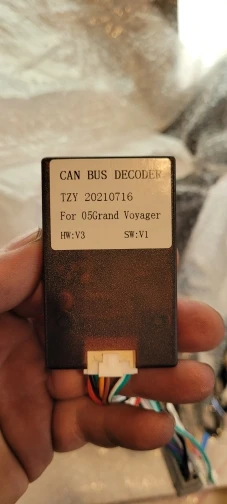 CAN BUS DECODER
TZY 20210716
For 05Grand Voyager
HW:V3 SW:V1